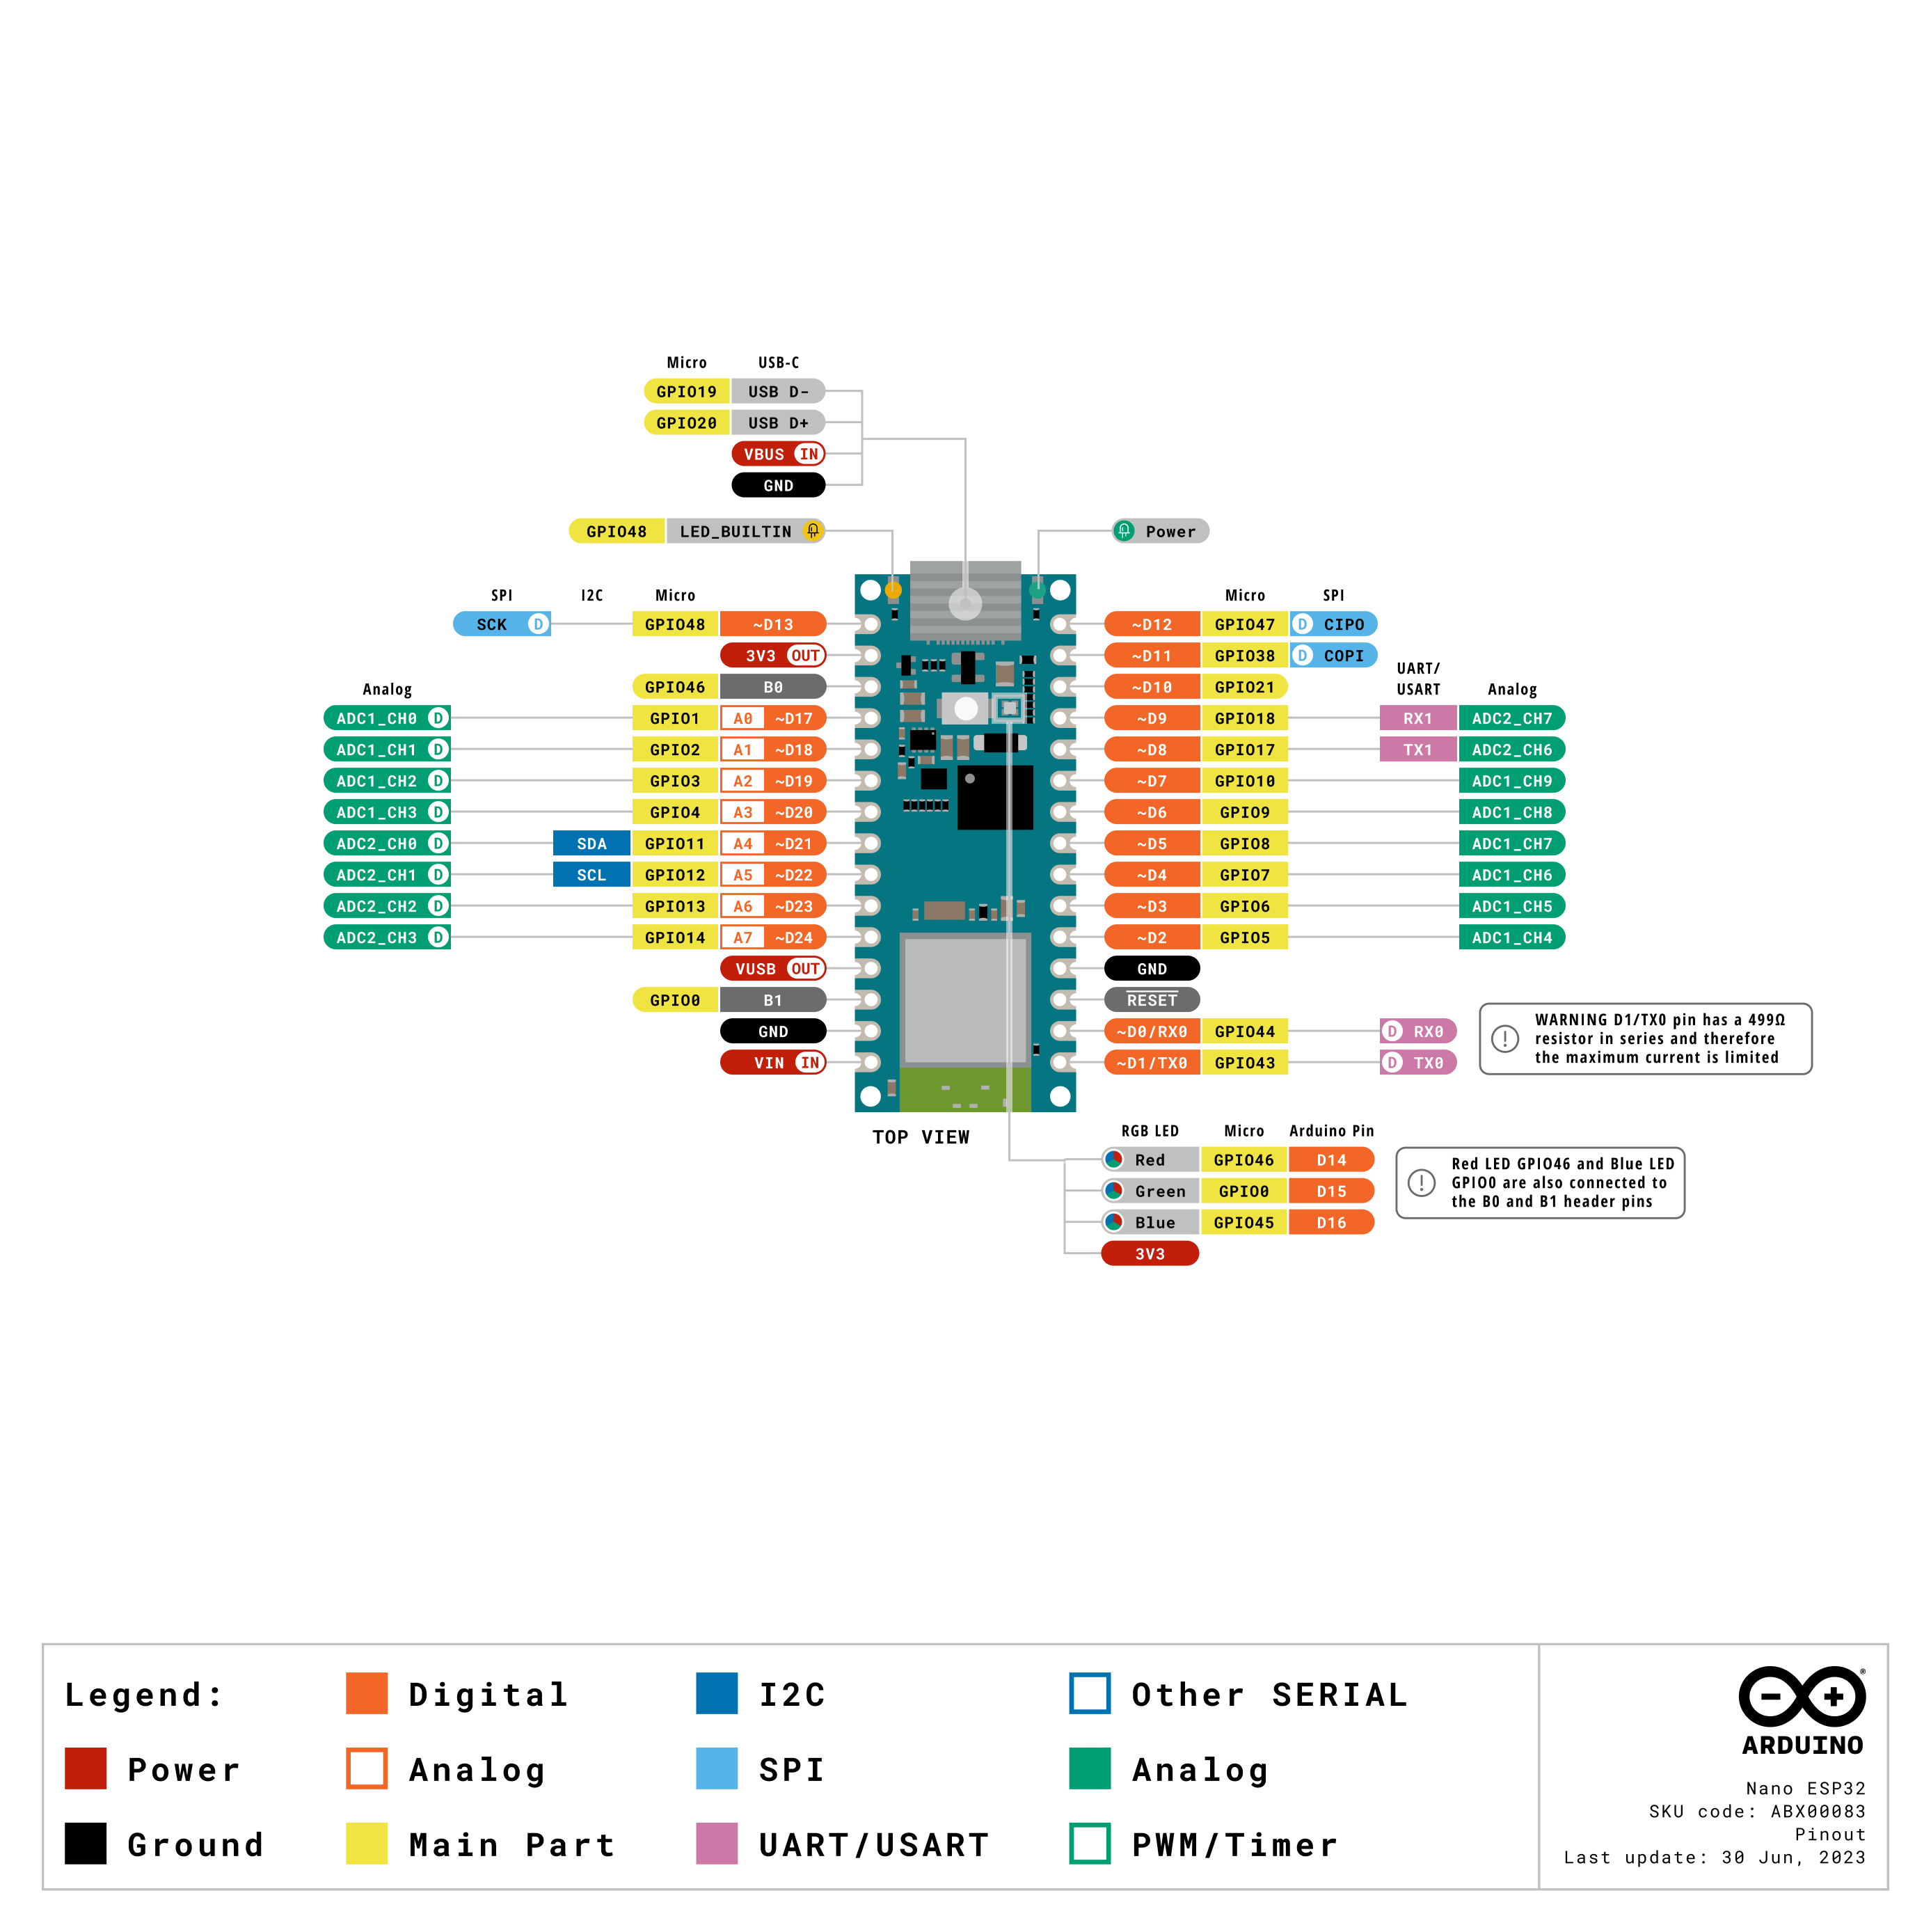 Micro USB-C
GPIO19 USB D-
GPIO20 USB D+
VBUS IN
GND
GPIO48 LED_BUILTIN
Power
SPI I2C Micro
SCK D GPIO48 ~D13
3V3 OUT
GPIO46 B0
Analog
ADC1_CH0 D GPIO1 A0 ~D17
ADC1_CH1 D GPIO2 A1 ~D18
ADC1_CH2 D GPIO3 A2 ~D19
ADC1_CH3 D GPIO4 A3 ~D20
ADC2_CH0 D SDA GPIO11 A4 ~D21
ADC2_CH1 D SCL GPIO12 A5 ~D22
ADC2_CH2 D GPIO13 A6 ~D23
ADC2_CH3 D GPIO14 A7 ~D24
VUSB OUT
GPIO0 B1
GND
VIN IN
TOP VIEW
Micro SPI
~D12 GPIO47 D CIPO
~D11 GPIO38 D COPI
~D10 GPIO21
UART/
USART Analog
~D9 GPIO18 RX1 ADC2_CH7
~D8 GPIO17 TX1 ADC2_CH6
~D7 GPIO10 ADC1_CH9
~D6 GPIO9 ADC1_CH8
~D5 GPIO8 ADC1_CH7
~D4 GPIO7 ADC1_CH6
~D3 GPIO6 ADC1_CH5
~D2 GPIO5 ADC1_CH4
GND
RESET
~D0/RX0 GPIO44 D RX0
~D1/TX0 GPIO43 D TX0
WARNING D1/TX0 pin has a 499Ω
resistor in series and therefore
the maximum current is limited
RGB LED Micro Arduino Pin
Red GPIO46 D14
Green GPIO0 D15
Blue GPIO45 D16
3V3
Red LED GPIO46 and Blue LED
GPIO0 are also connected to
the B0 and B1 header pins
Legend:
Power
Ground
Digital
Analog
Main Part
I2C
SPI
UART/USART
Other SERIAL
Analog
PWM/Timer
®
ARDUINO
Nano ESP32
SKU code: ABX00083
Pinout
Last update: 30 Jun, 2023